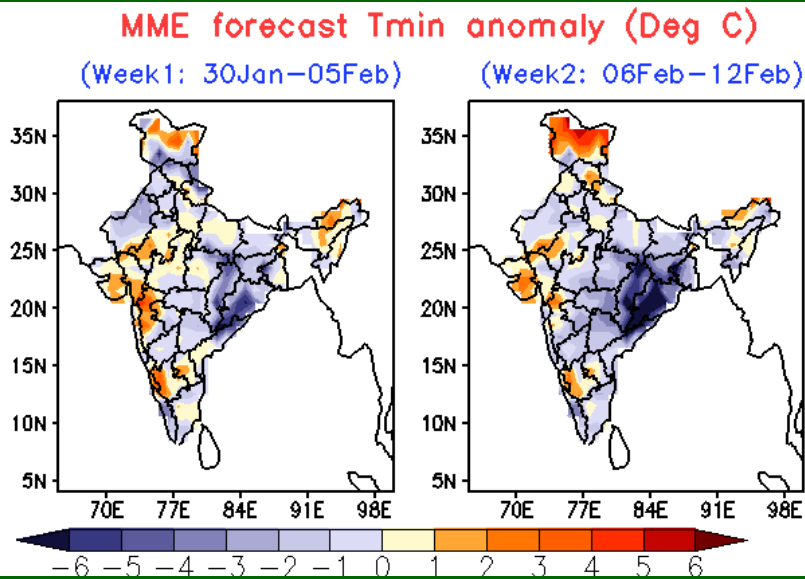 MME forecast Tmin anomaly (Deg C)
(Week1: 30Jan–05Feb)
(Week2: 06Feb–12Feb)
35N
30N
25N
20N
15N
10N
5N
70E 77E 84E 91E 98E
35N
30N
25N
20N
15N
10N
5N
70E 77E 84E 91E 98E
−6 −5 −4 −3 −2 −1 0 1 2 3 4 5 6